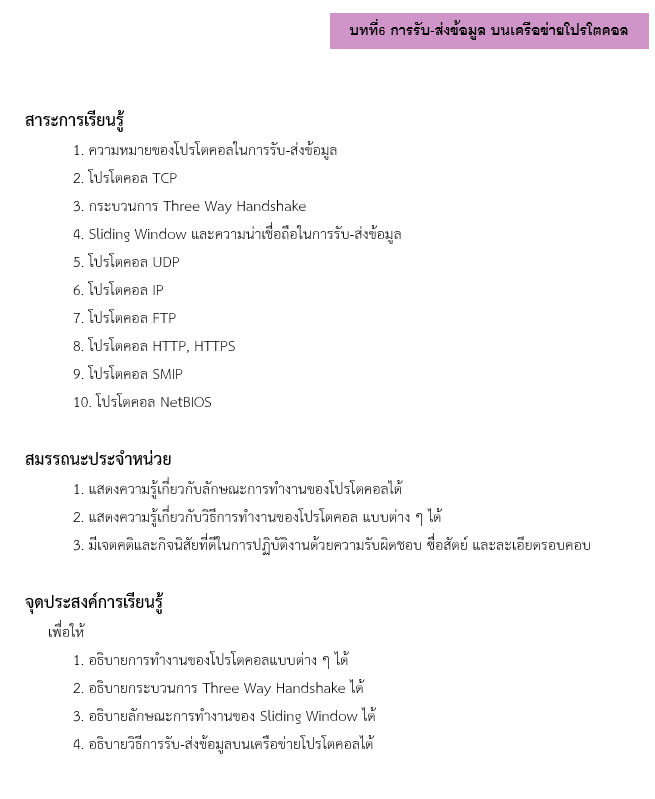 บทที่6 การรับ-ส่งข้อมูล บนเครือข่ายโปรโตคอล
สาระการเรียนรู้
1. ความหมายของโปรโตคอลในการรับ-ส่งข้อมูล
2. โปรโตคอล TCP
3. กระบวนการ Three Way Handshake
4. Sliding Window และความน่าเชื่อถือในการรับ-ส่งข้อมูล
5. โปรโตคอล UDP
6. โปรโตคอล IP
7. โปรโตคอล FTP
8. โปรโตคอล HTTP, HTTPS
9. โปรโตคอล SMIP
10. โปรโตคอล NetBIOS
สมรรถนะประจำหน่วย
1. แสดงความรู้เกี่ยวกับลักษณะการทำงานของโปรโตคอลได้
2. แสดงความรู้เกี่ยวกับวิธีการทำงานของโปรโตคอล แบบต่าง ๆ ได้
3. มีเจตคติและกิจนิสัยที่ดีในการปฏิบัติงานด้วยความรับผิดชอบ ซื่อสัตย์ และละเอียดรอบคอบ
จุดประสงค์การเรียนรู้
เพื่อให้
1. อธิบายการทำงานของโปรโตคอลแบบต่าง ๆ ได้
2. อธิบายกระบวนการ Three Way Handshake ได้
3. อธิบายลักษณะการทำงานของ Sliding Window ได้
4. อธิบายวิธีการรับ-ส่งข้อมูลบนเครือข่ายโปรโตคอลได้